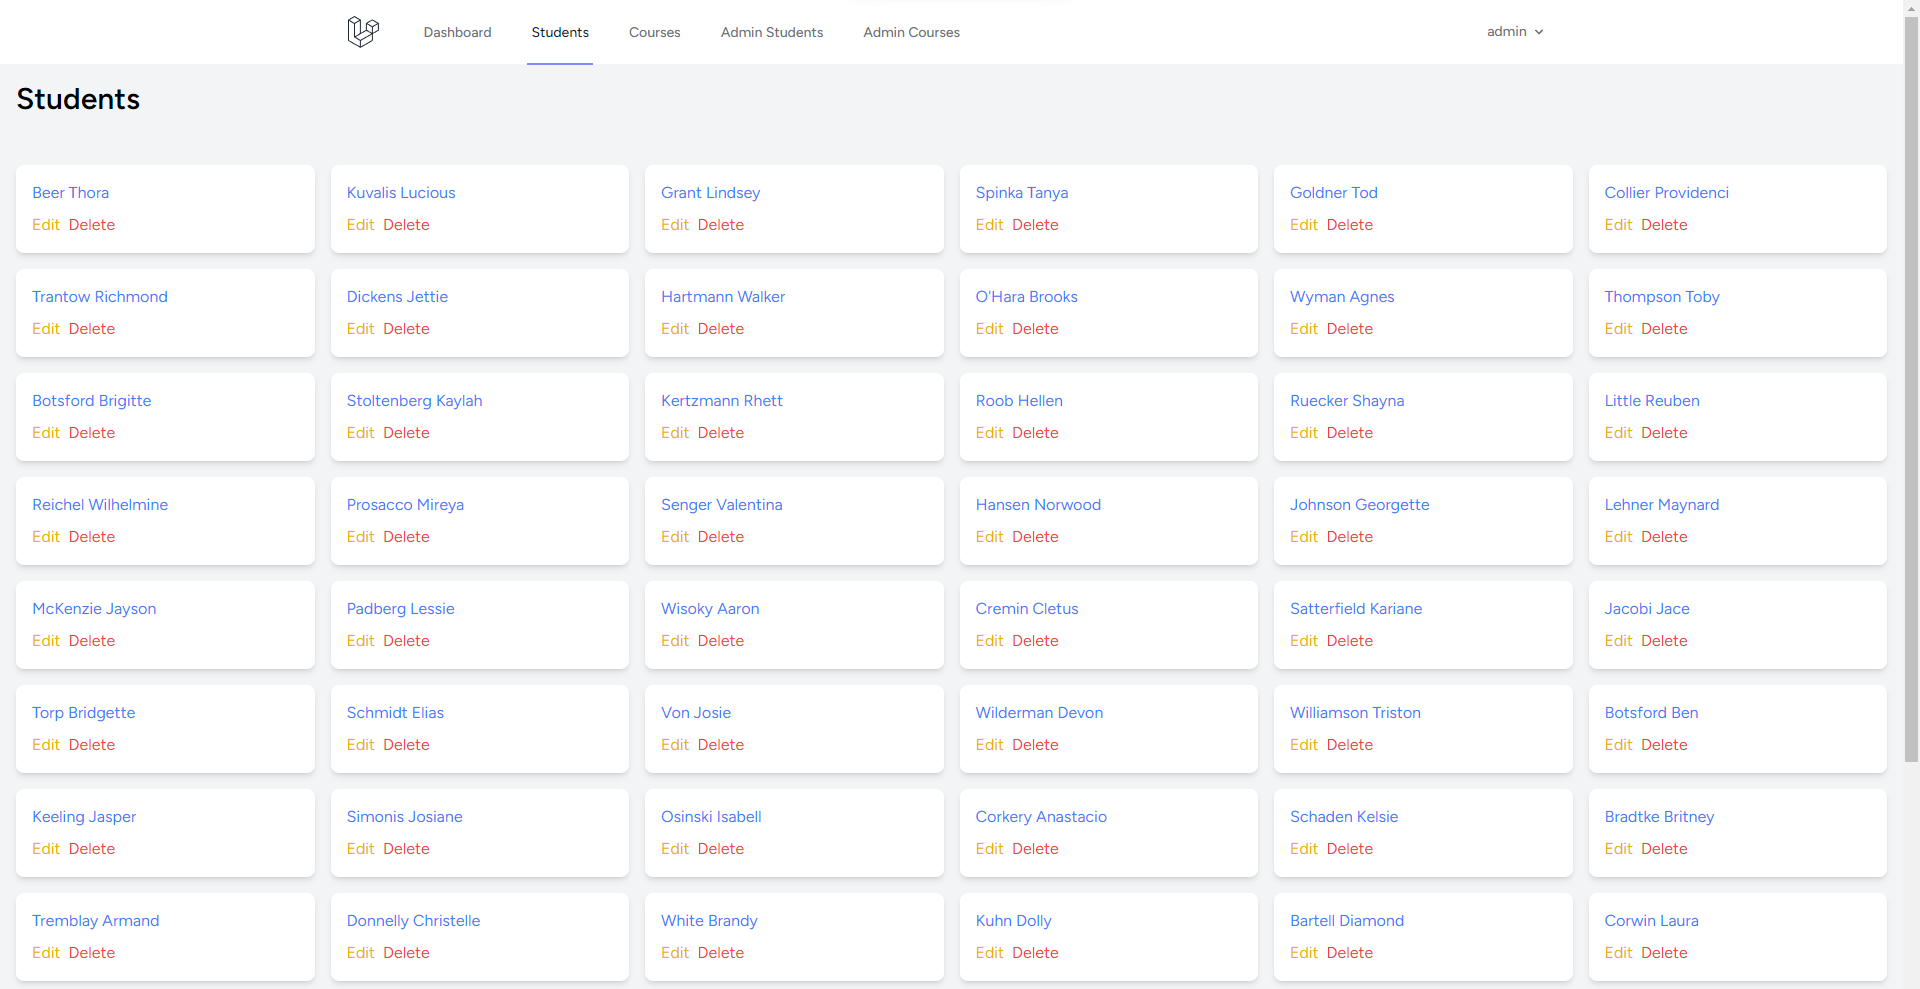 Dashboard Students Courses Admin Students Admin Courses admin
Students
Beer Thora Kuvalis Lucious Grant Lindsey Spinka Tanya Goldner Tod Collier Providenci
Edit Delete Edit Delete Edit Delete Edit Delete Edit Delete Edit Delete
Trantow Richmond Dickens Jettie Hartmann Walker O'Hara Brooks Wyman Agnes Thompson Toby
Edit Delete Edit Delete Edit Delete Edit Delete Edit Delete Edit Delete
Botsford Brigitte Stoltenberg Kaylah Kertzmann Rhett Roob Hellen Ruecker Shayna Little Reuben
Edit Delete Edit Delete Edit Delete Edit Delete Edit Delete Edit Delete
Reichel Wilhelmine Prosacco Mireya Senger Valentina Hansen Norwood Johnson Georgette Lehner Maynard
Edit Delete Edit Delete Edit Delete Edit Delete Edit Delete Edit Delete
McKenzie Jayson Padberg Lessie Wisoky Aaron Cremin Cletus Satterfield Kariane Jacobi Jace
Edit Delete Edit Delete Edit Delete Edit Delete Edit Delete Edit Delete
Torp Bridgette Schmidt Elias Von Josie Wilderman Devon Williamson Triston Botsford Ben
Edit Delete Edit Delete Edit Delete Edit Delete Edit Delete Edit Delete
Keeling Jasper Simonis Josiane Osinski Isabell Corkery Anastacio Schaden Kelsie Bradtke Britney
Edit Delete Edit Delete Edit Delete Edit Delete Edit Delete Edit Delete
Tremblay Armand Donnelly Christelle White Brandy Kuhn Dolly Bartell Diamond Corwin Laura
Edit Delete Edit Delete Edit Delete Edit Delete Edit Delete Edit Delete